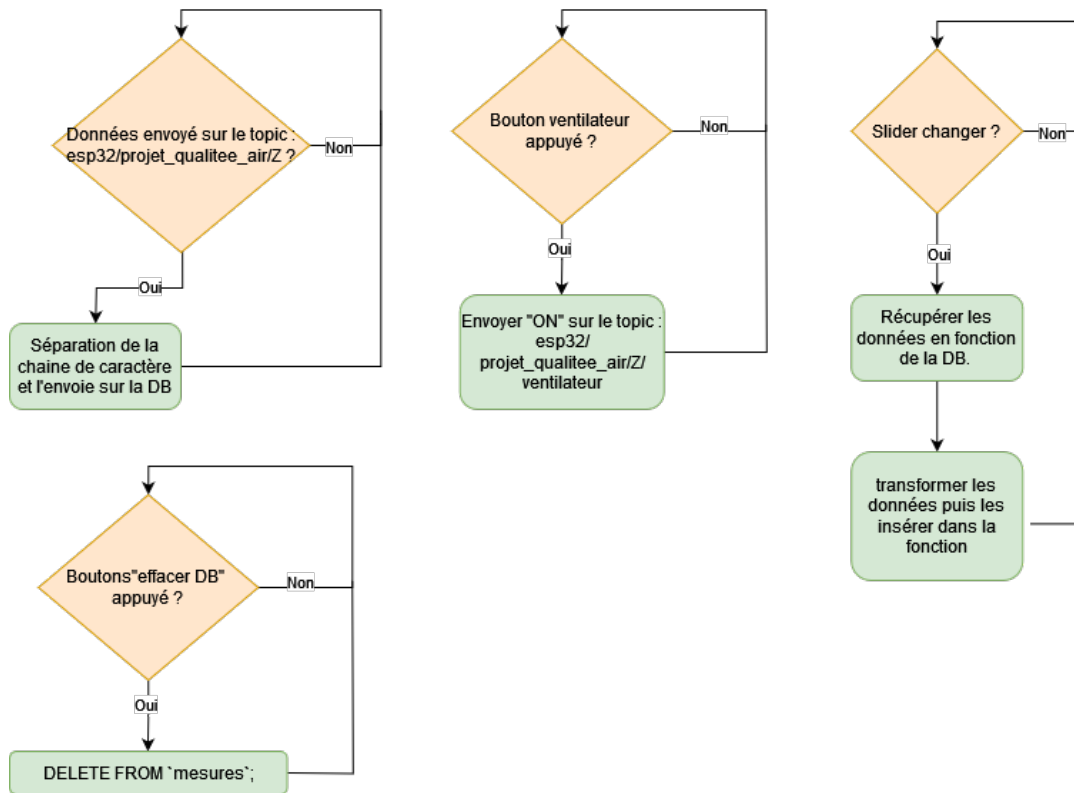 Données envoyé sur le topic :
esp32/projet_qualitee_air/Z ?
Non
Oui
Séparation de la
chaine de caractère
et l'envoie sur la DB
Bouton ventilateur
appuyé ?
Non
Oui
Envoyer "ON" sur le topic :
esp32/
projet_qualitee_air/Z/
ventilateur
Slider changer ?
Non
Oui
Récupérer les
données en fonction
de la DB.
transformer les
données puis les
insérer dans la
fonction
Boutons"effacer DB"
appuyé ?
Non
Oui
DELETE FROM `mesures`;